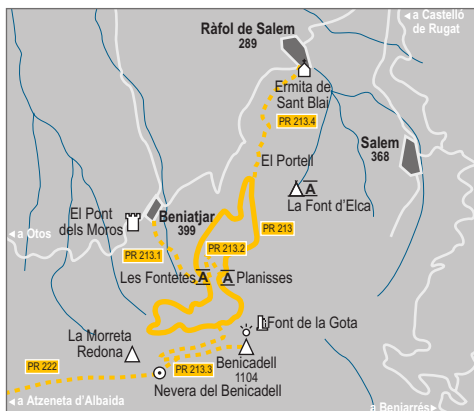 ◄a Castelló
de Rugat
Ràfol de Salem
289
Ermita de
Sant Blai
PR 213.4
Salem
368
El Portell
A
La Font d'Elca
El Pont
dels Moros
Beniatjar
399
PR 213
◄a Otos
PR 213.1
PR 213.2
Les Fontetes
A
A
Planisses
Font de la Gota
La Morreta
Redona
Benicadell
1104
PR 222
PR 213.3
Nevera del Benicadell
◄a Atzeneta d'Albaida
a Beniarrés►